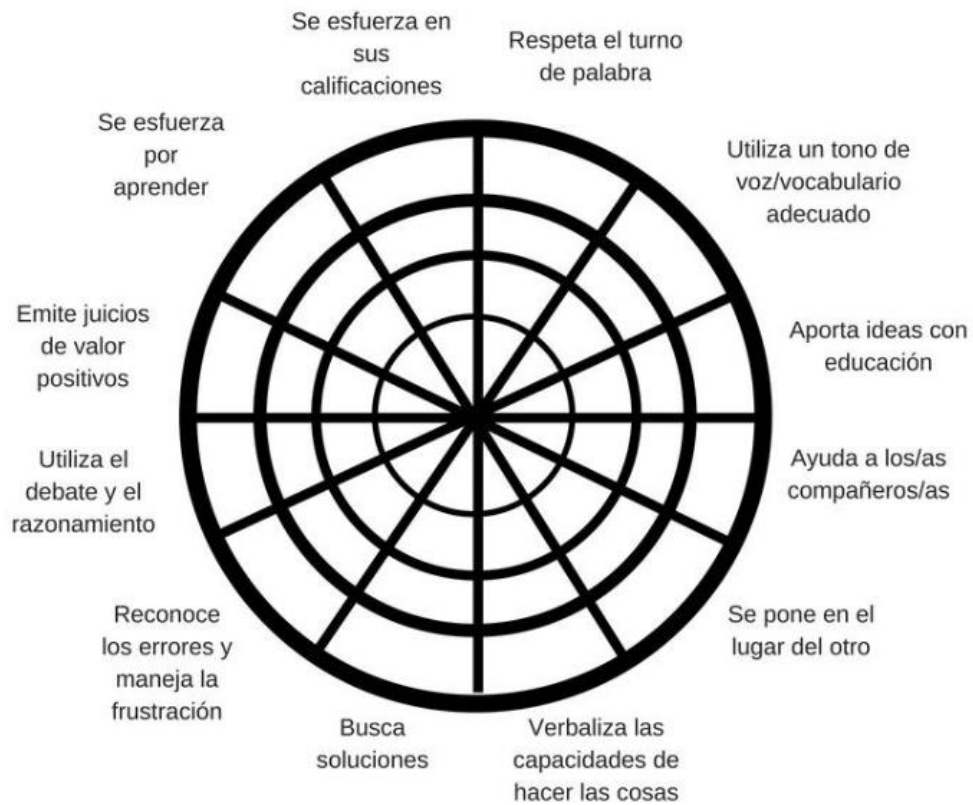 Se esfuerza en
sus
calificaciones
Respeta el turno
de palabra
Utiliza un tono de
voz/vocabulario
adecuado
Aporta ideas con
educación
Ayuda a los/as
compañeros/as
Se pone en el
lugar del otro
Verbaliza las
capacidades de
hacer las cosas
Busca
soluciones
Reconoce
los errores y
maneja la
frustración
Utiliza el
debate y el
razonamiento
Emite juicios
de valor
positivos
Se esfuerza
por
aprender